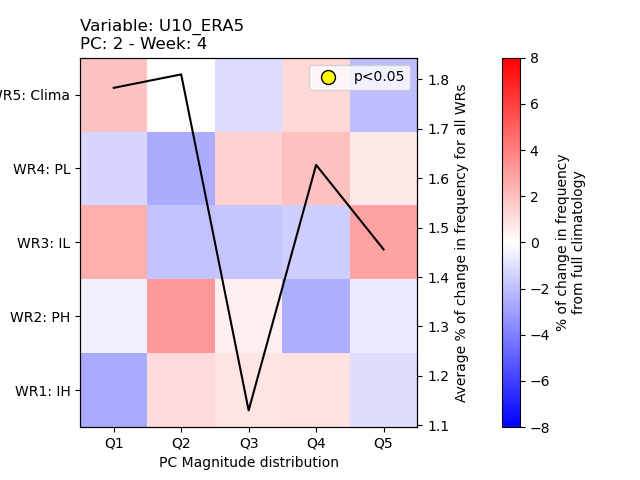 Variable: U10_ERA5
PC: 2 - Week: 4
p<0.05
R5: Clima
WR4: PL
WR3: IL
WR2: PH
WR1: IH
Q1 Q2 Q3 Q4 Q5
PC Magnitude distribution
1.8
1.7
1.6
1.5
1.4
1.3
1.2
1.1
Average % of change in frequency for all WRs
8
6
4
2
0
−2
−4
−6
−8
% of change in frequency
from full climatology